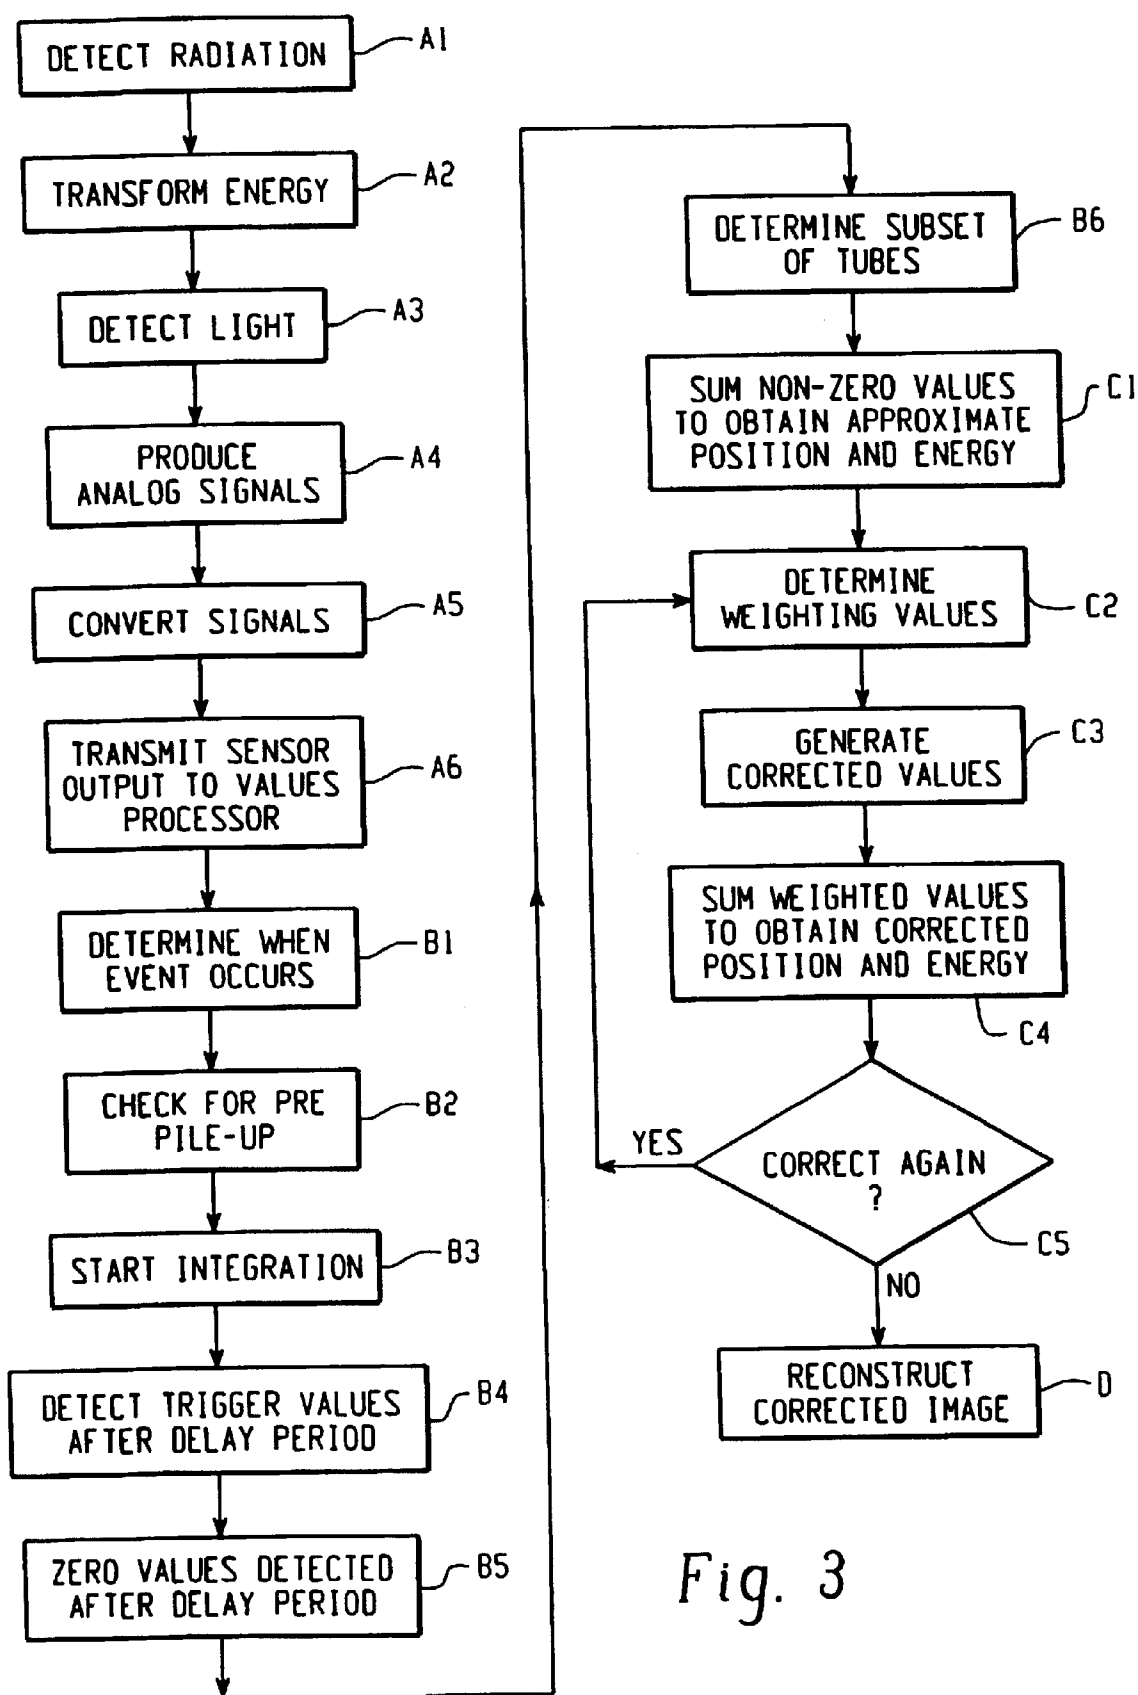 DETECT RADIATION
A1
TRANSFORM ENERGY
A2
DETECT LIGHT
A3
PRODUCE
ANALOG SIGNALS
A4
CONVERT SIGNALS
A5
TRANSMIT SENSOR
OUTPUT TO VALUES
PROCESSOR
A6
DETERMINE WHEN
EVENT OCCURS
B1
CHECK FOR PRE
PILE-UP
B2
START INTEGRATION
B3
DETECT TRIGGER VALUES
AFTER DELAY PERIOD
B4
ZERO VALUES DETECTED
AFTER DELAY PERIOD
B5
DETERMINE SUBSET
OF TUBES
B6
SUM NON-ZERO VALUES
TO OBTAIN APPROXIMATE
POSITION AND ENERGY
C1
DETERMINE
WEIGHTING VALUES
C2
GENERATE
CORRECTED VALUES
C3
SUM WEIGHTED VALUES
TO OBTAIN CORRECTED
POSITION AND ENERGY
C4
YES
CORRECT AGAIN
?
C5
NO
RECONSTRUCT
CORRECTED IMAGE
D
Fig. 3